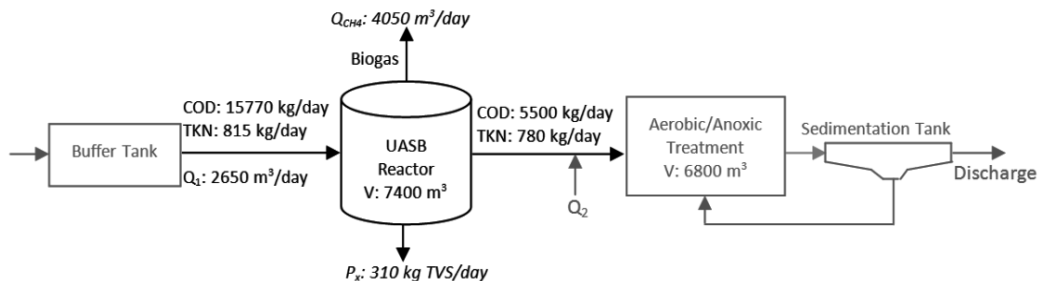 Q_CH4: 4050 m³/day
Biogas
COD: 15770 kg/day
TKN: 815 kg/day
Buffer Tank
Q₁: 2650 m³/day
UASB
Reactor
V: 7400 m³
COD: 5500 kg/day
TKN: 780 kg/day
Q₂
Aerobic/Anoxic
Treatment
V: 6800 m³
Sedimentation Tank
Discharge
Pₓ: 310 kg TVS/day